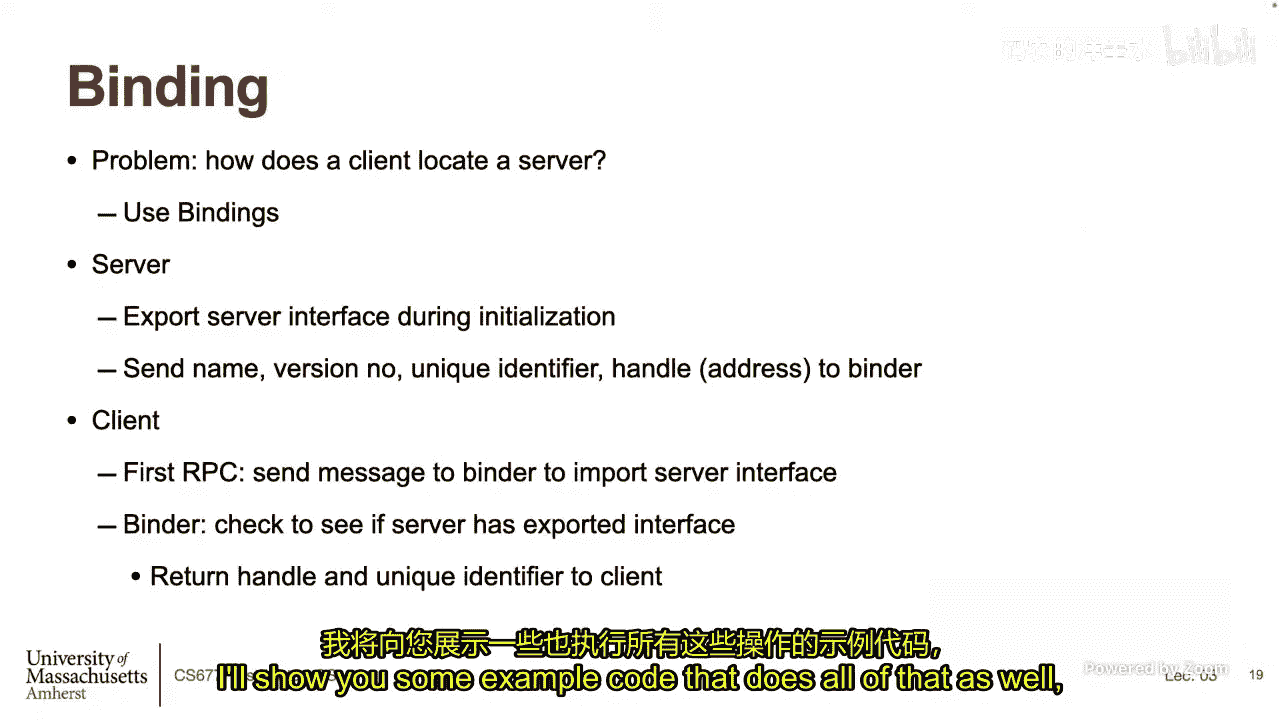 Binding
• Problem: how does a client locate a server?
– Use Bindings
• Server
– Export server interface during initialization
– Send name, version no, unique identifier, handle (address) to binder
• Client
– First RPC: send message to binder to import server interface
– Binder: check to see if server has exported interface
• Return handle and unique identifier to client
我将向您展示一些也执行所有这些操作的示例代码,
I'll show you some example code that does all of that as well,
University of
Massachusetts
Amherst
CS67
Powered by Zoom
Lec. 03
19
bilibili